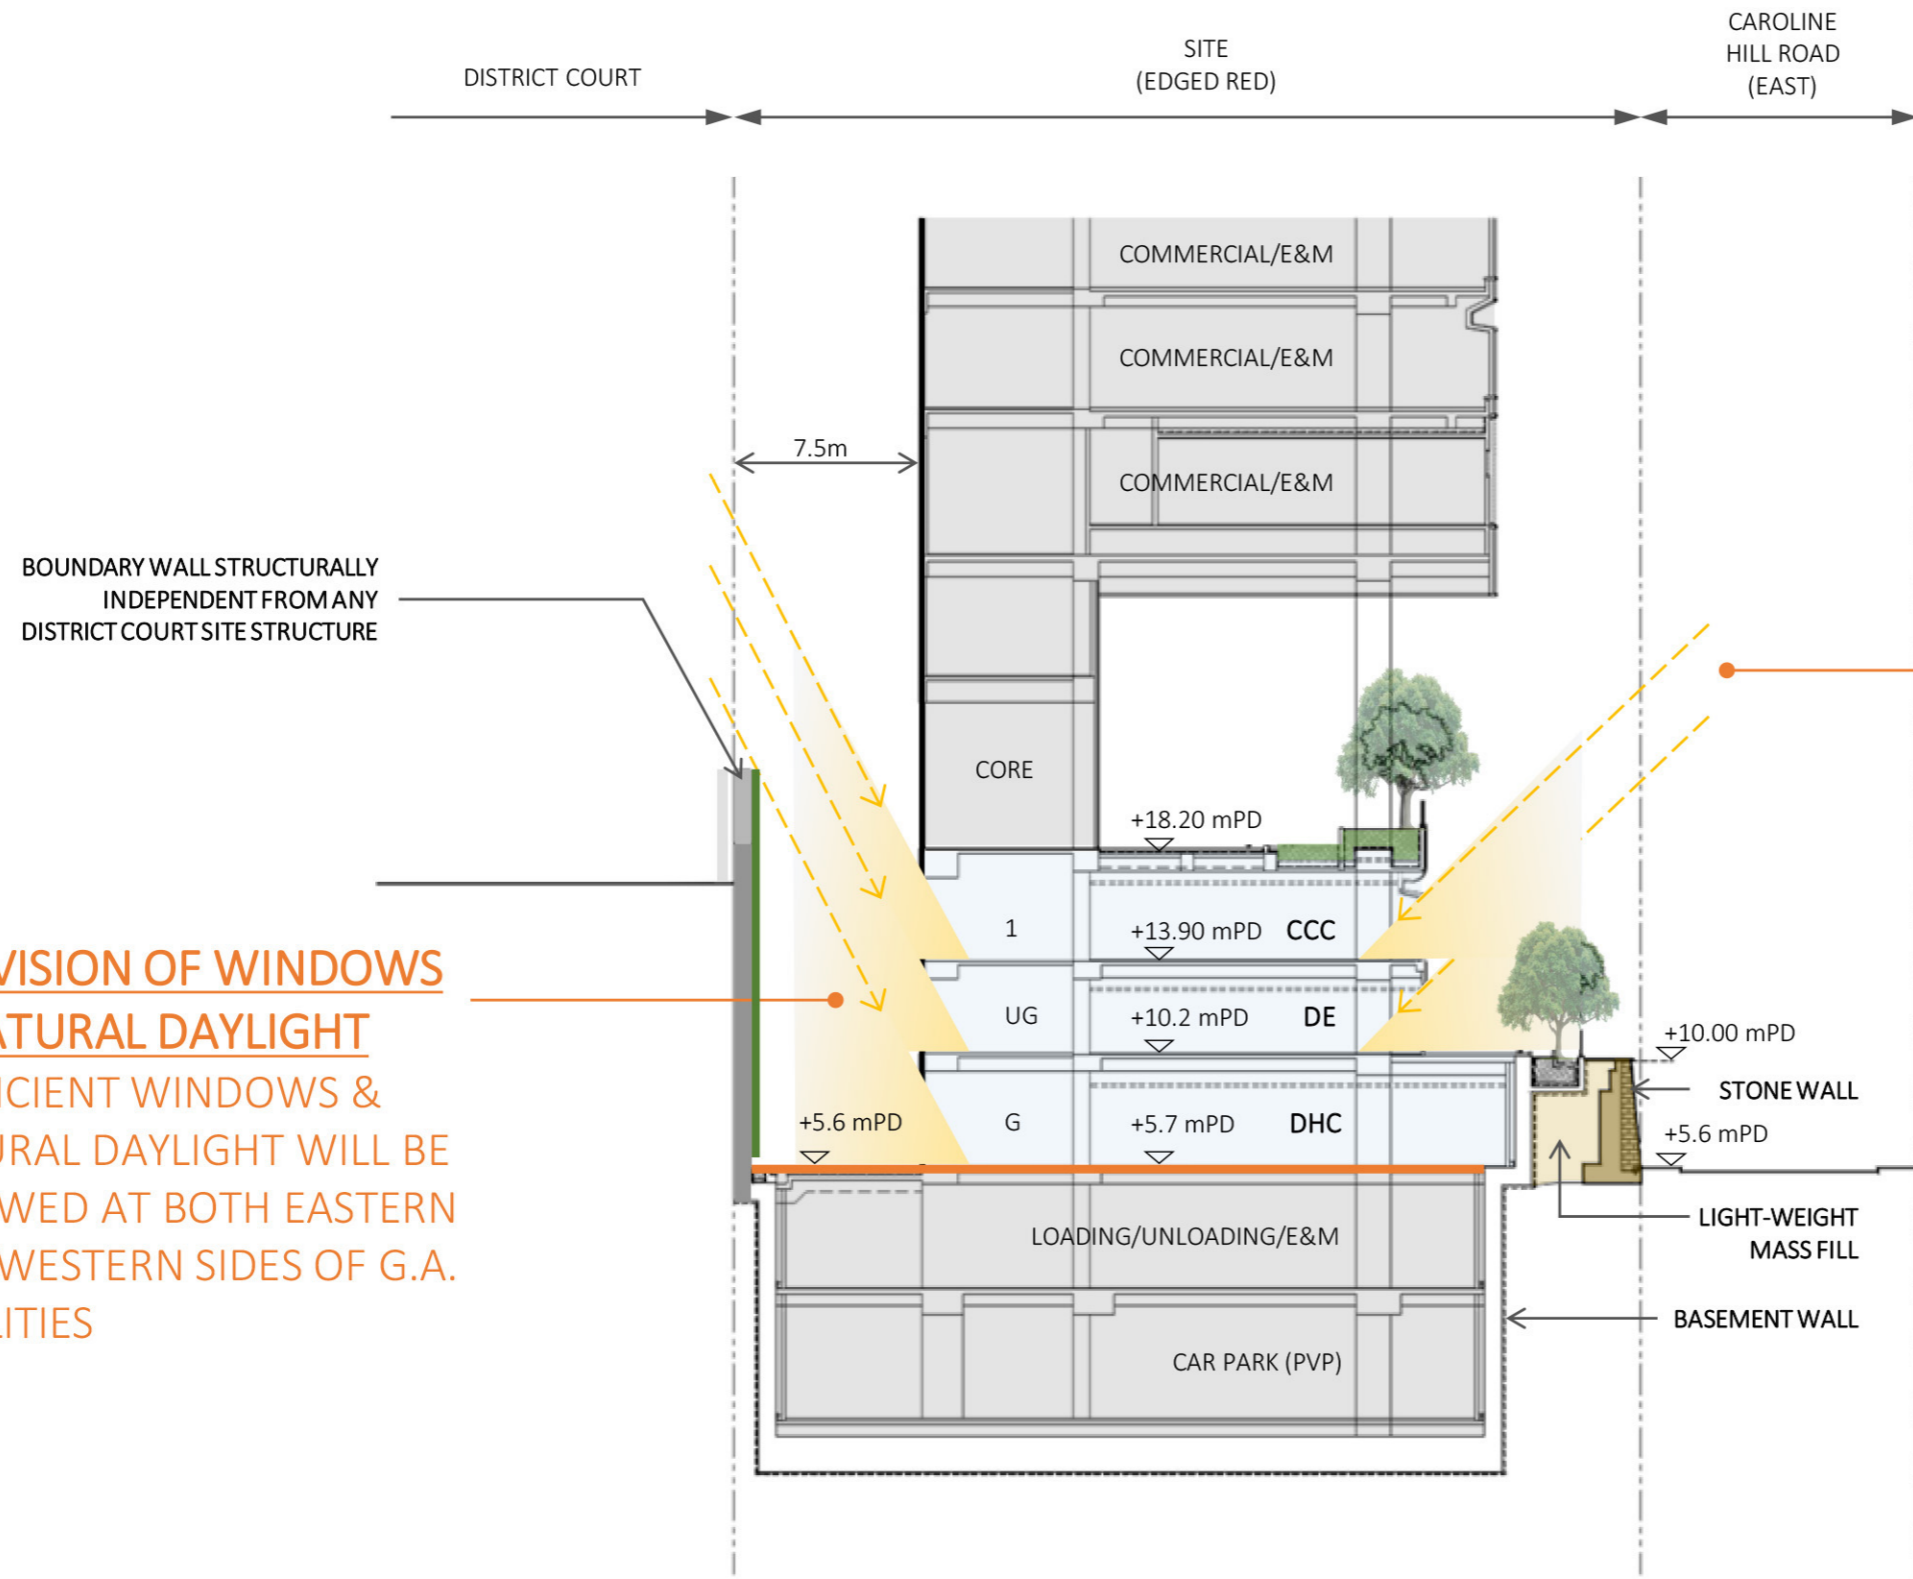 DISTRICT COURT
SITE
(EDGED RED)
CAROLINE
HILL ROAD
(EAST)
COMMERCIAL/E&M
COMMERCIAL/E&M
7.5m
COMMERCIAL/E&M
BOUNDARY WALL STRUCTURALLY
INDEPENDENT FROM ANY
DISTRICT COURT SITE STRUCTURE
CORE
+18.20 mPD
1
+13.90 mPD CCC
VISION OF WINDOWS
ATURAL DAYLIGHT
ICIENT WINDOWS &
URAL DAYLIGHT WILL BE
WED AT BOTH EASTERN
WESTERN SIDES OF G.A.
LITIES
UG
+10.2 mPD DE
+10.00 mPD
STONE WALL
+5.6 mPD
G
+5.7 mPD DHC
+5.6 mPD
LIGHT-WEIGHT
MASS FILL
LOADING/UNLOADING/E&M
BASEMENT WALL
CAR PARK (PVP)